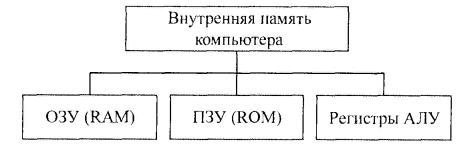 Внутренняя память
компьютера
ОЗУ (RAM)
ПЗУ (ROM)
Регистры АЛУ